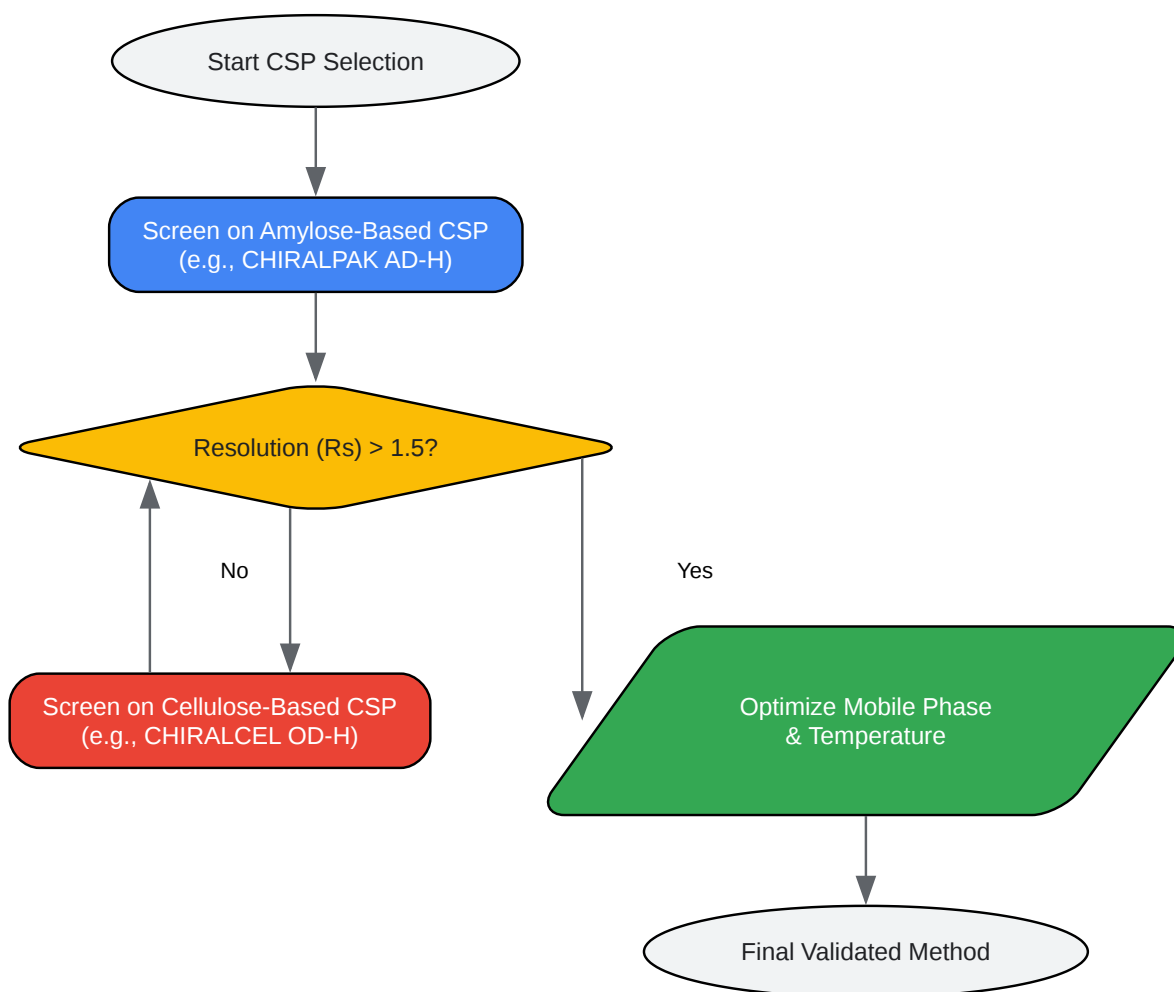 Start CSP Selection
Screen on Amylose-Based CSP
(e.g., CHIRALPAK AD-H)
Resolution (Rs) > 1.5?
No
Yes
Screen on Cellulose-Based CSP
(e.g., CHIRALCEL OD-H)
Optimize Mobile Phase
& Temperature
Final Validated Method